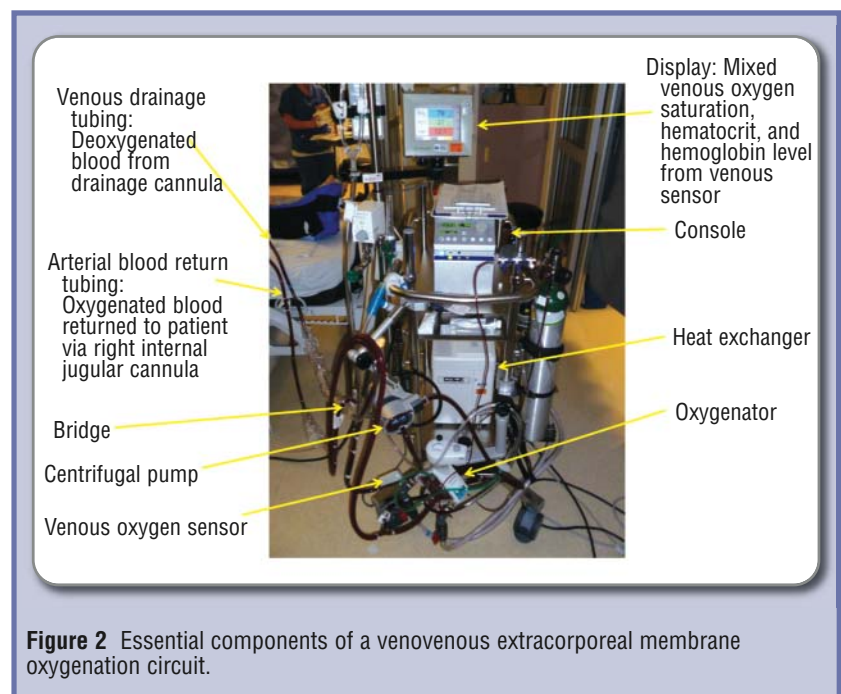 Venous drainage
tubing:
Deoxygenated
blood from
drainage cannula
Arterial blood return
tubing:
Oxygenated blood
returned to patient
via right internal
jugular cannula
Bridge
Centrifugal pump
Venous oxygen sensor
Display: Mixed
venous oxygen
saturation,
hematocrit, and
hemoglobin level
from venous
sensor
Console
Heat exchanger
Oxygenator
Figure 2 Essential components of a venovenous extracorporeal membrane
oxygenation circuit.